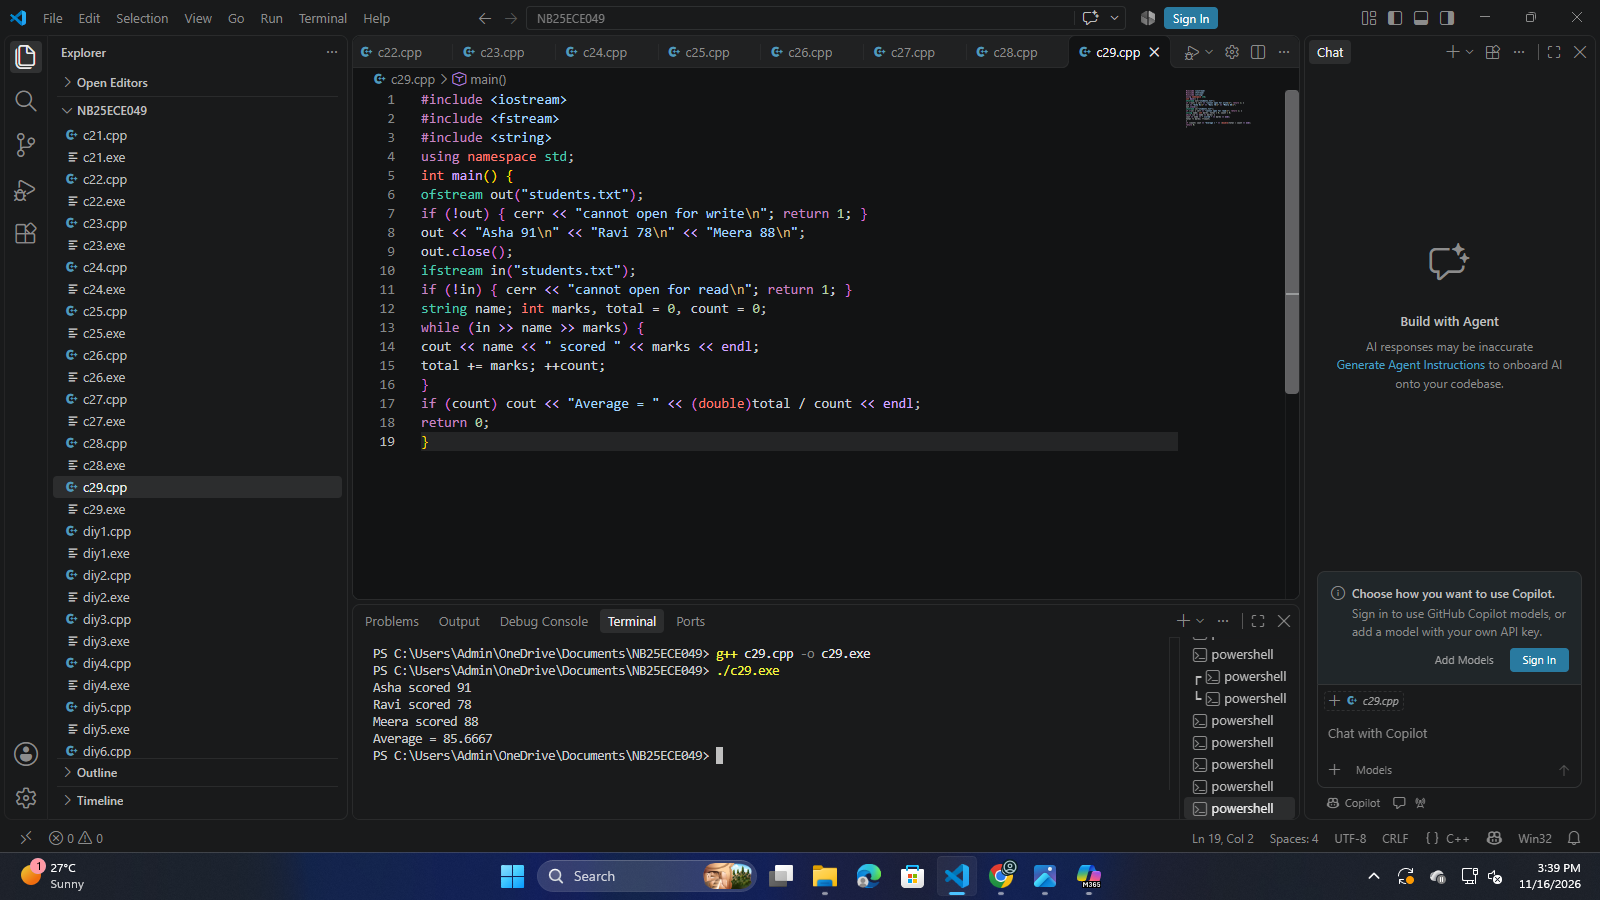 File Edit Selection View Go Run Terminal Help
NB25ECE049
Sign In
Explorer
Open Editors
NB25ECE049
c21.cpp
c21.exe
c22.cpp
c22.exe
c23.cpp
c23.exe
c24.cpp
c24.exe
c25.cpp
c25.exe
c26.cpp
c26.exe
c27.cpp
c27.exe
c28.cpp
c28.exe
c29.cpp
c29.exe
diy1.cpp
diy1.exe
diy2.cpp
diy2.exe
diy3.cpp
diy3.exe
diy4.cpp
diy4.exe
diy5.cpp
diy5.exe
diy6.cpp
Outline
Timeline
c22.cpp c23.cpp c24.cpp c25.cpp c26.cpp c27.cpp c28.cpp c29.cpp
c29.cpp > main()
1 #include <iostream>
2 #include <fstream>
3 #include <string>
4 using namespace std;
5 int main() {
6 ofstream out("students.txt");
7 if (!out) { cerr << "cannot open for write\n"; return 1; }
8 out << "Asha 91\n" << "Ravi 78\n" << "Meera 88\n";
9 out.close();
10 ifstream in("students.txt");
11 if (!in) { cerr << "cannot open for read\n"; return 1; }
12 string name; int marks, total = 0, count = 0;
13 while (in >> name >> marks) {
14 cout << name << " scored " << marks << endl;
15 total += marks; ++count;
16 }
17 if (count) cout << "Average = " << (double)total / count << endl;
18 return 0;
19 }
Problems Output Debug Console Terminal Ports
PS C:\Users\Admin\OneDrive\Documents\NB25ECE049> g++ c29.cpp -o c29.exe
PS C:\Users\Admin\OneDrive\Documents\NB25ECE049> ./c29.exe
Asha scored 91
Ravi scored 78
Meera scored 88
Average = 85.6667
PS C:\Users\Admin\OneDrive\Documents\NB25ECE049>
powershell
powershell
powershell
powershell
powershell
powershell
powershell
powershell
Chat
Build with Agent
AI responses may be inaccurate
Generate Agent Instructions to onboard AI
onto your codebase.
Choose how you want to use Copilot.
Sign in to use GitHub Copilot models, or
add a model with your own API key.
Add Models Sign In
c29.cpp
Chat with Copilot
Models
Copilot
0 0
Ln 19, Col 2 Spaces: 4 UTF-8 CRLF {} C++ Win32
1
27°C
Sunny
Search
M365
3:39 PM
11/16/2026